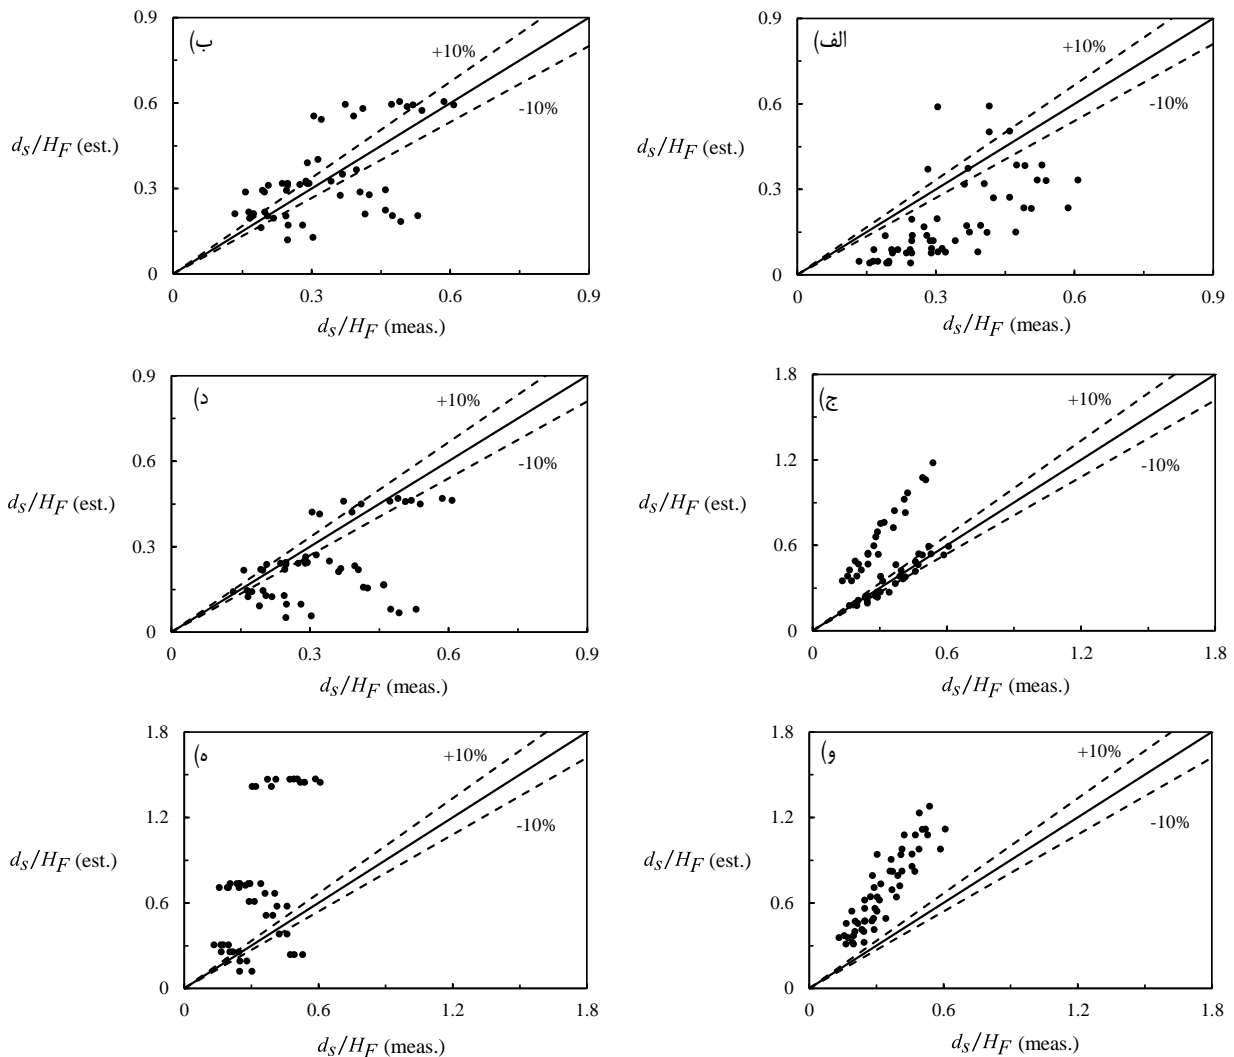 الف)
0.9
0.6
0.3
0
+10%
-10%
d_s/H_F (est.)
0 0.3 0.6 0.9
d_s/H_F (meas.)
ب)
0.9
0.6
0.3
0
+10%
-10%
d_s/H_F (est.)
0 0.3 0.6 0.9
d_s/H_F (meas.)
ج)
1.8
1.2
0.6
0
+10%
-10%
d_s/H_F (est.)
0 0.6 1.2 1.8
d_s/H_F (meas.)
د)
0.9
0.6
0.3
0
+10%
-10%
d_s/H_F (est.)
0 0.3 0.6 0.9
d_s/H_F (meas.)
و)
1.8
1.2
0.6
0
+10%
-10%
d_s/H_F (est.)
0 0.6 1.2 1.8
d_s/H_F (meas.)
ه)
1.8
1.2
0.6
0
+10%
-10%
d_s/H_F (est.)
0 0.6 1.2 1.8
d_s/H_F (meas.)